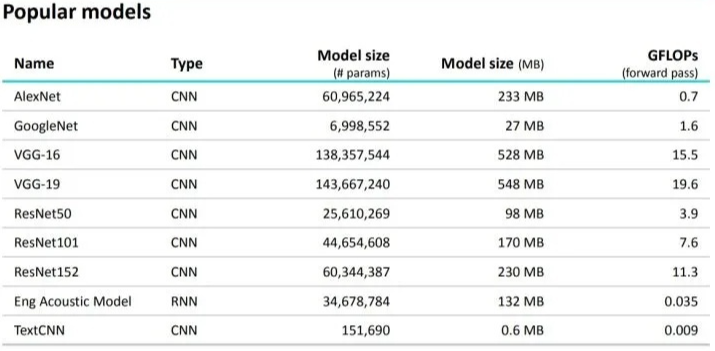 Popular models
Name Type Model size (# params) Model size (MB) GFLOPs (forward pass)
AlexNet CNN 60,965,224 233 MB 0.7
GoogleNet CNN 6,998,552 27 MB 1.6
VGG-16 CNN 138,357,544 528 MB 15.5
VGG-19 CNN 143,667,240 548 MB 19.6
ResNet50 CNN 25,610,269 98 MB 3.9
ResNet101 CNN 44,654,608 170 MB 7.6
ResNet152 CNN 60,344,387 230 MB 11.3
Eng Acoustic Model RNN 34,678,784 132 MB 0.035
TextCNN CNN 151,690 0.6 MB 0.009